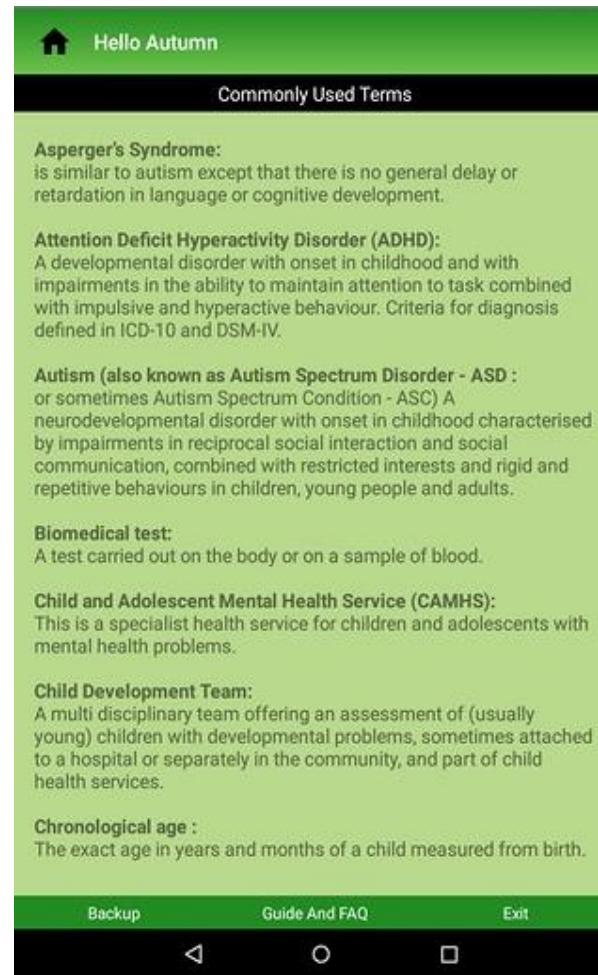 Hello Autumn
Commonly Used Terms
Asperger's Syndrome:
is similar to autism except that there is no general delay or
retardation in language or cognitive development.
Attention Deficit Hyperactivity Disorder (ADHD):
A developmental disorder with onset in childhood and with
impairments in the ability to maintain attention to task combined
with impulsive and hyperactive behaviour. Criteria for diagnosis
defined in ICD-10 and DSM-IV.
Autism (also known as Autism Spectrum Disorder - ASD :
or sometimes Autism Spectrum Condition - ASC) A
neurodevelopmental disorder with onset in childhood characterised
by impairments in reciprocal social interaction and social
communication, combined with restricted interests and rigid and
repetitive behaviours in children, young people and adults.
Biomedical test:
A test carried out on the body or on a sample of blood.
Child and Adolescent Mental Health Service (CAMHS):
This is a specialist health service for children and adolescents with
mental health problems.
Child Development Team:
A multi disciplinary team offering an assessment of (usually
young) children with developmental problems, sometimes attached
to a hospital or separately in the community, and part of child
health services.
Chronological age :
The exact age in years and months of a child measured from birth.
Backup Guide And FAQ Exit